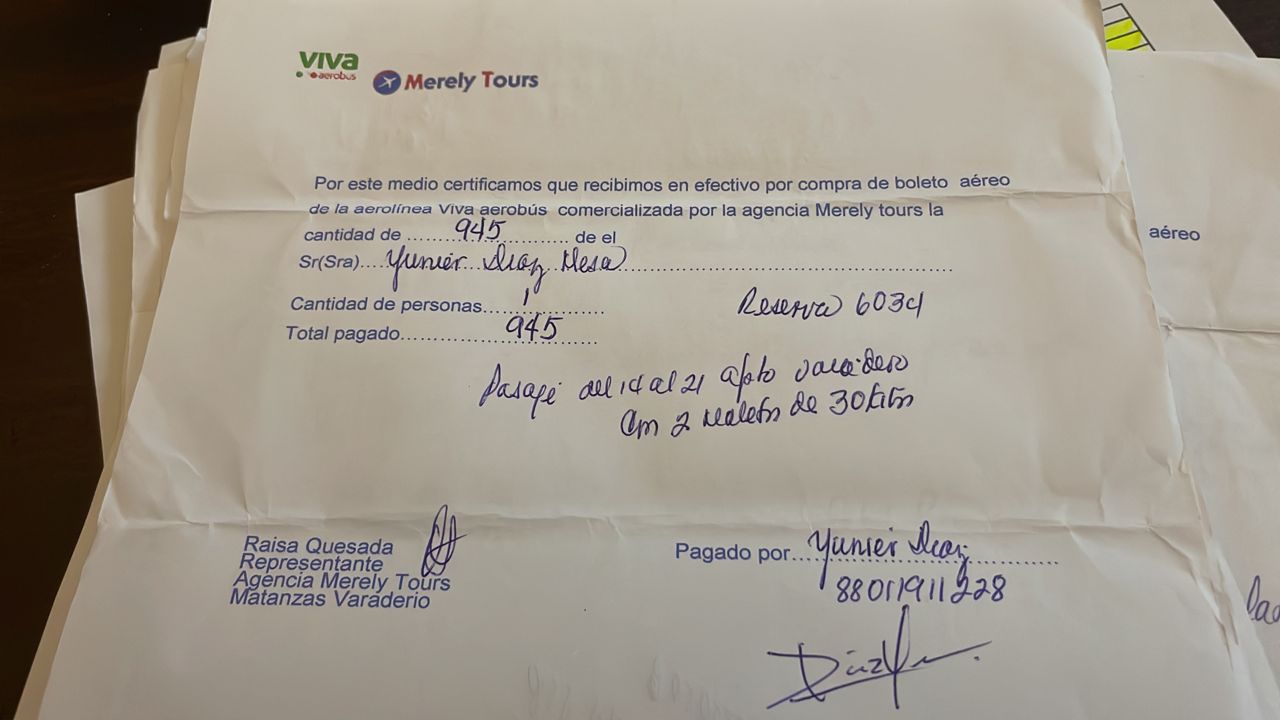 viva
aerobus
Merely Tours
Por este medio certificamos que recibimos en efectivo por compra de boleto aéreo
de la aerolínea Viva aerobús comercializada por la agencia Merely tours la
cantidad de ........945.............. de el
Sr(Sra)....Yunier Diaz Mesa......................................................
Cantidad de personas......1.............
Reserva 6034
Total pagado..................945.......
Pasaje del 14 al 21 apto varadero
Con 2 maletas de 30 kilos
Raisa Quesada
Representante
Agencia Merely Tours
Matanzas Varaderio
Pagado por...Yunier Diaz...............
88011911228
aéreo